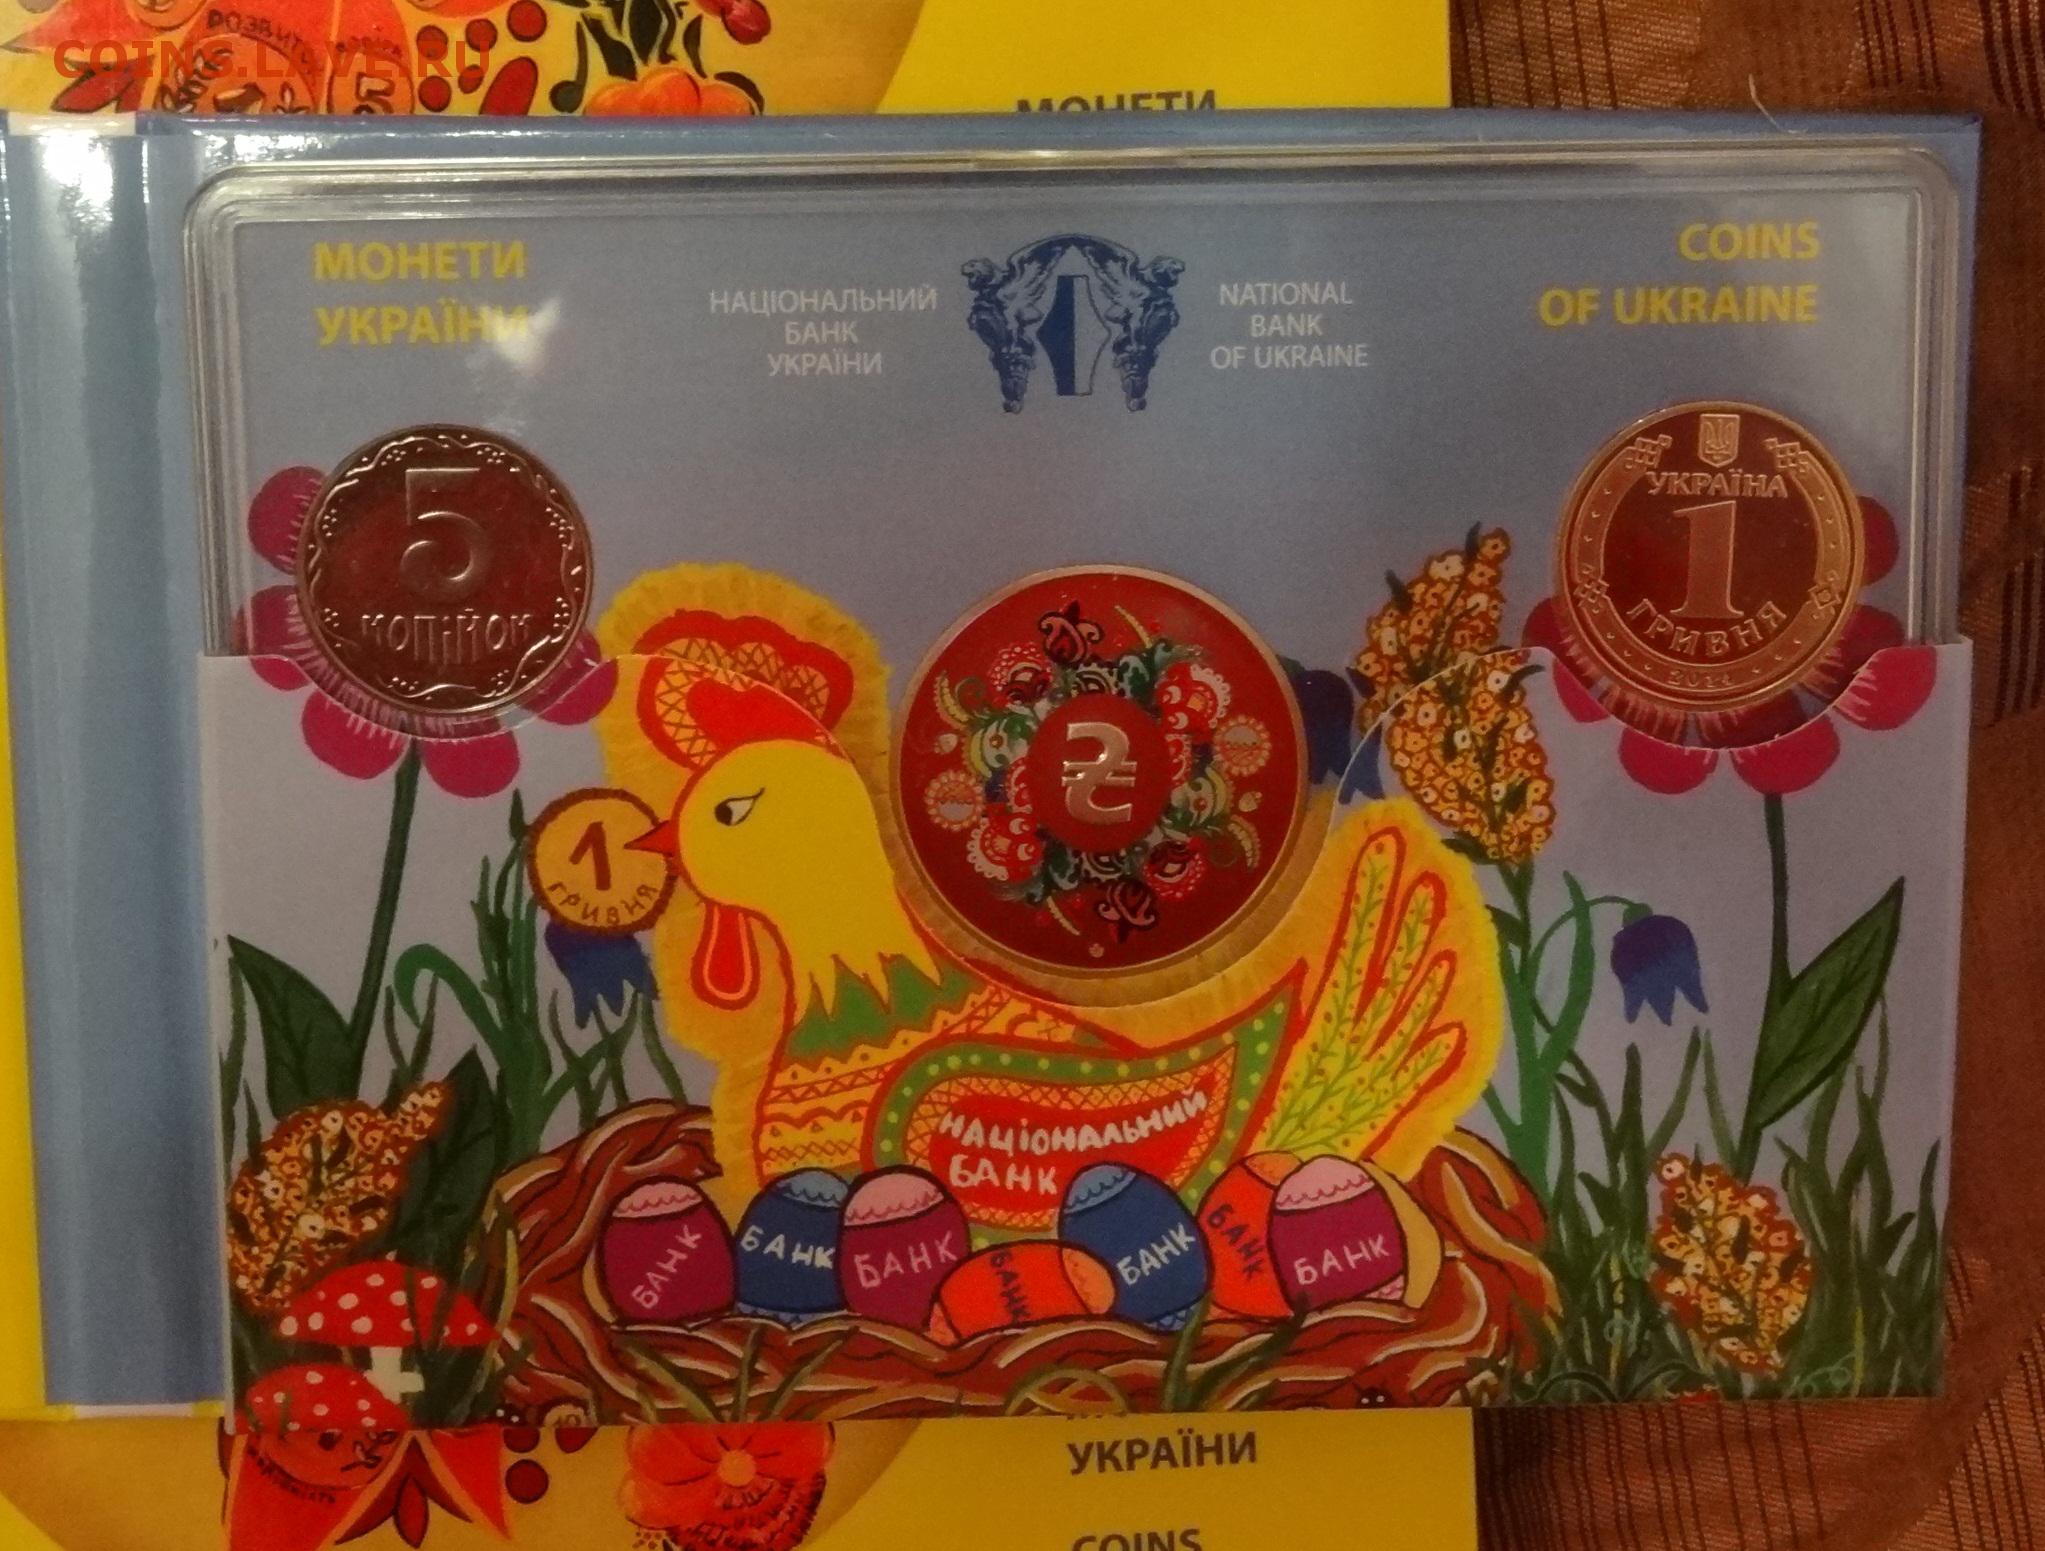 COINS.LAVE.RU
РОЗВИТО
МОНЕТИ
МОНЕТИ
УКРАЇНИ
НАЦІОНАЛЬНИЙ
БАНК
УКРАЇНИ
NATIONAL
BANK
OF UKRAINE
COINS
OF UKRAINE
5
КОПІЙОК
УКРАЇНА
1
ГРИВНЯ
₴
1
ГРИВНЯ
НАЦІОНАЛЬНИЙ
БАНК
БАНК
БАНК
БАНК
БАНК
БАНК
БАНК
БАНК
УКРАЇНИ
COINS